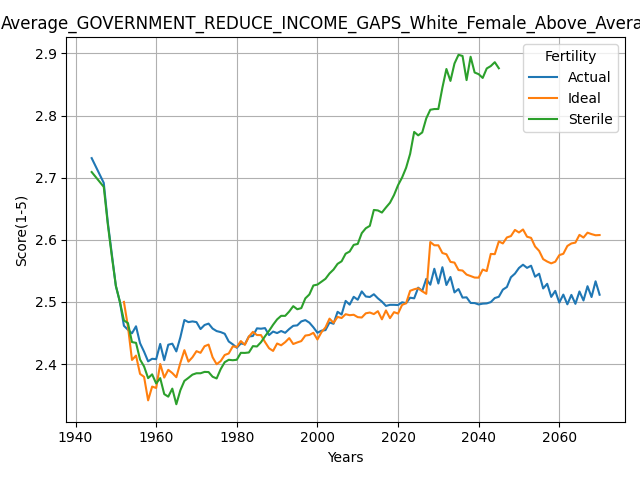 Average_GOVERNMENT_REDUCE_INCOME_GAPS_White_Female_Above_Avera
2.9
2.8
2.7
2.6
2.5
2.4
Score(1-5)
Fertility
Actual
Ideal
Sterile
1940 1960 1980 2000 2020 2040 2060
Years